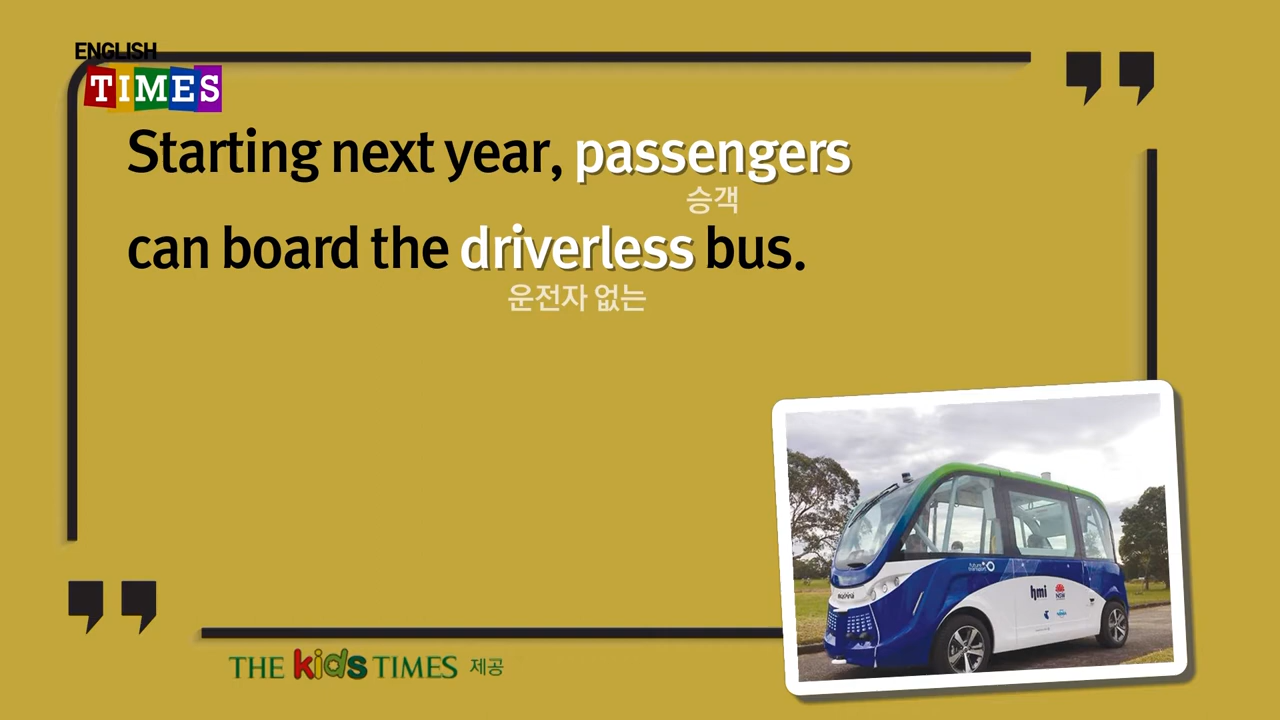 ENGLISH
TIMES
Starting next year, passengers
승객
can board the driverless bus.
운전자 없는
hmi
NSW
THE kids TIMES 제공